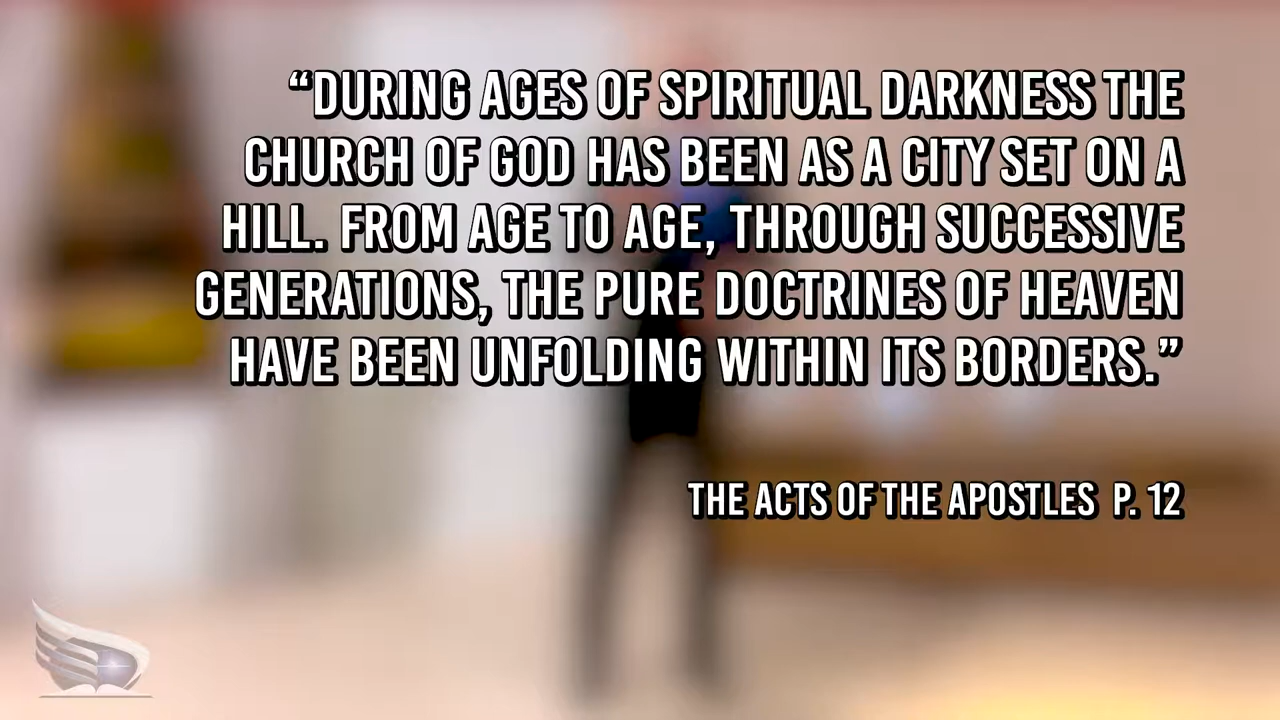 “DURING AGES OF SPIRITUAL DARKNESS THE
CHURCH OF GOD HAS BEEN AS A CITY SET ON A
HILL. FROM AGE TO AGE, THROUGH SUCCESSIVE
GENERATIONS, THE PURE DOCTRINES OF HEAVEN
HAVE BEEN UNFOLDING WITHIN ITS BORDERS.”
THE ACTS OF THE APOSTLES P. 12